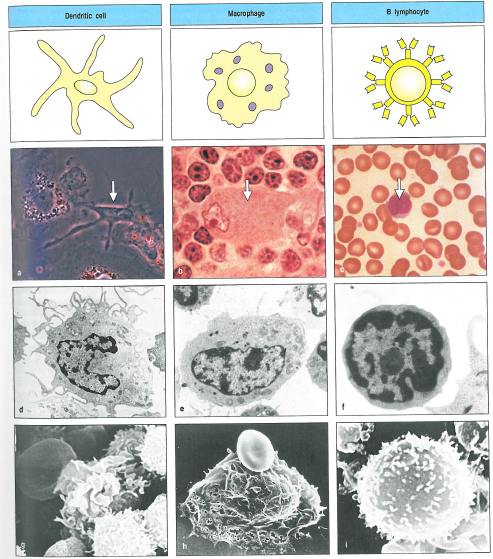 Dendritic cell
Macrophage
B lymphocyte
a
b
c
d
e
f
g
h
i